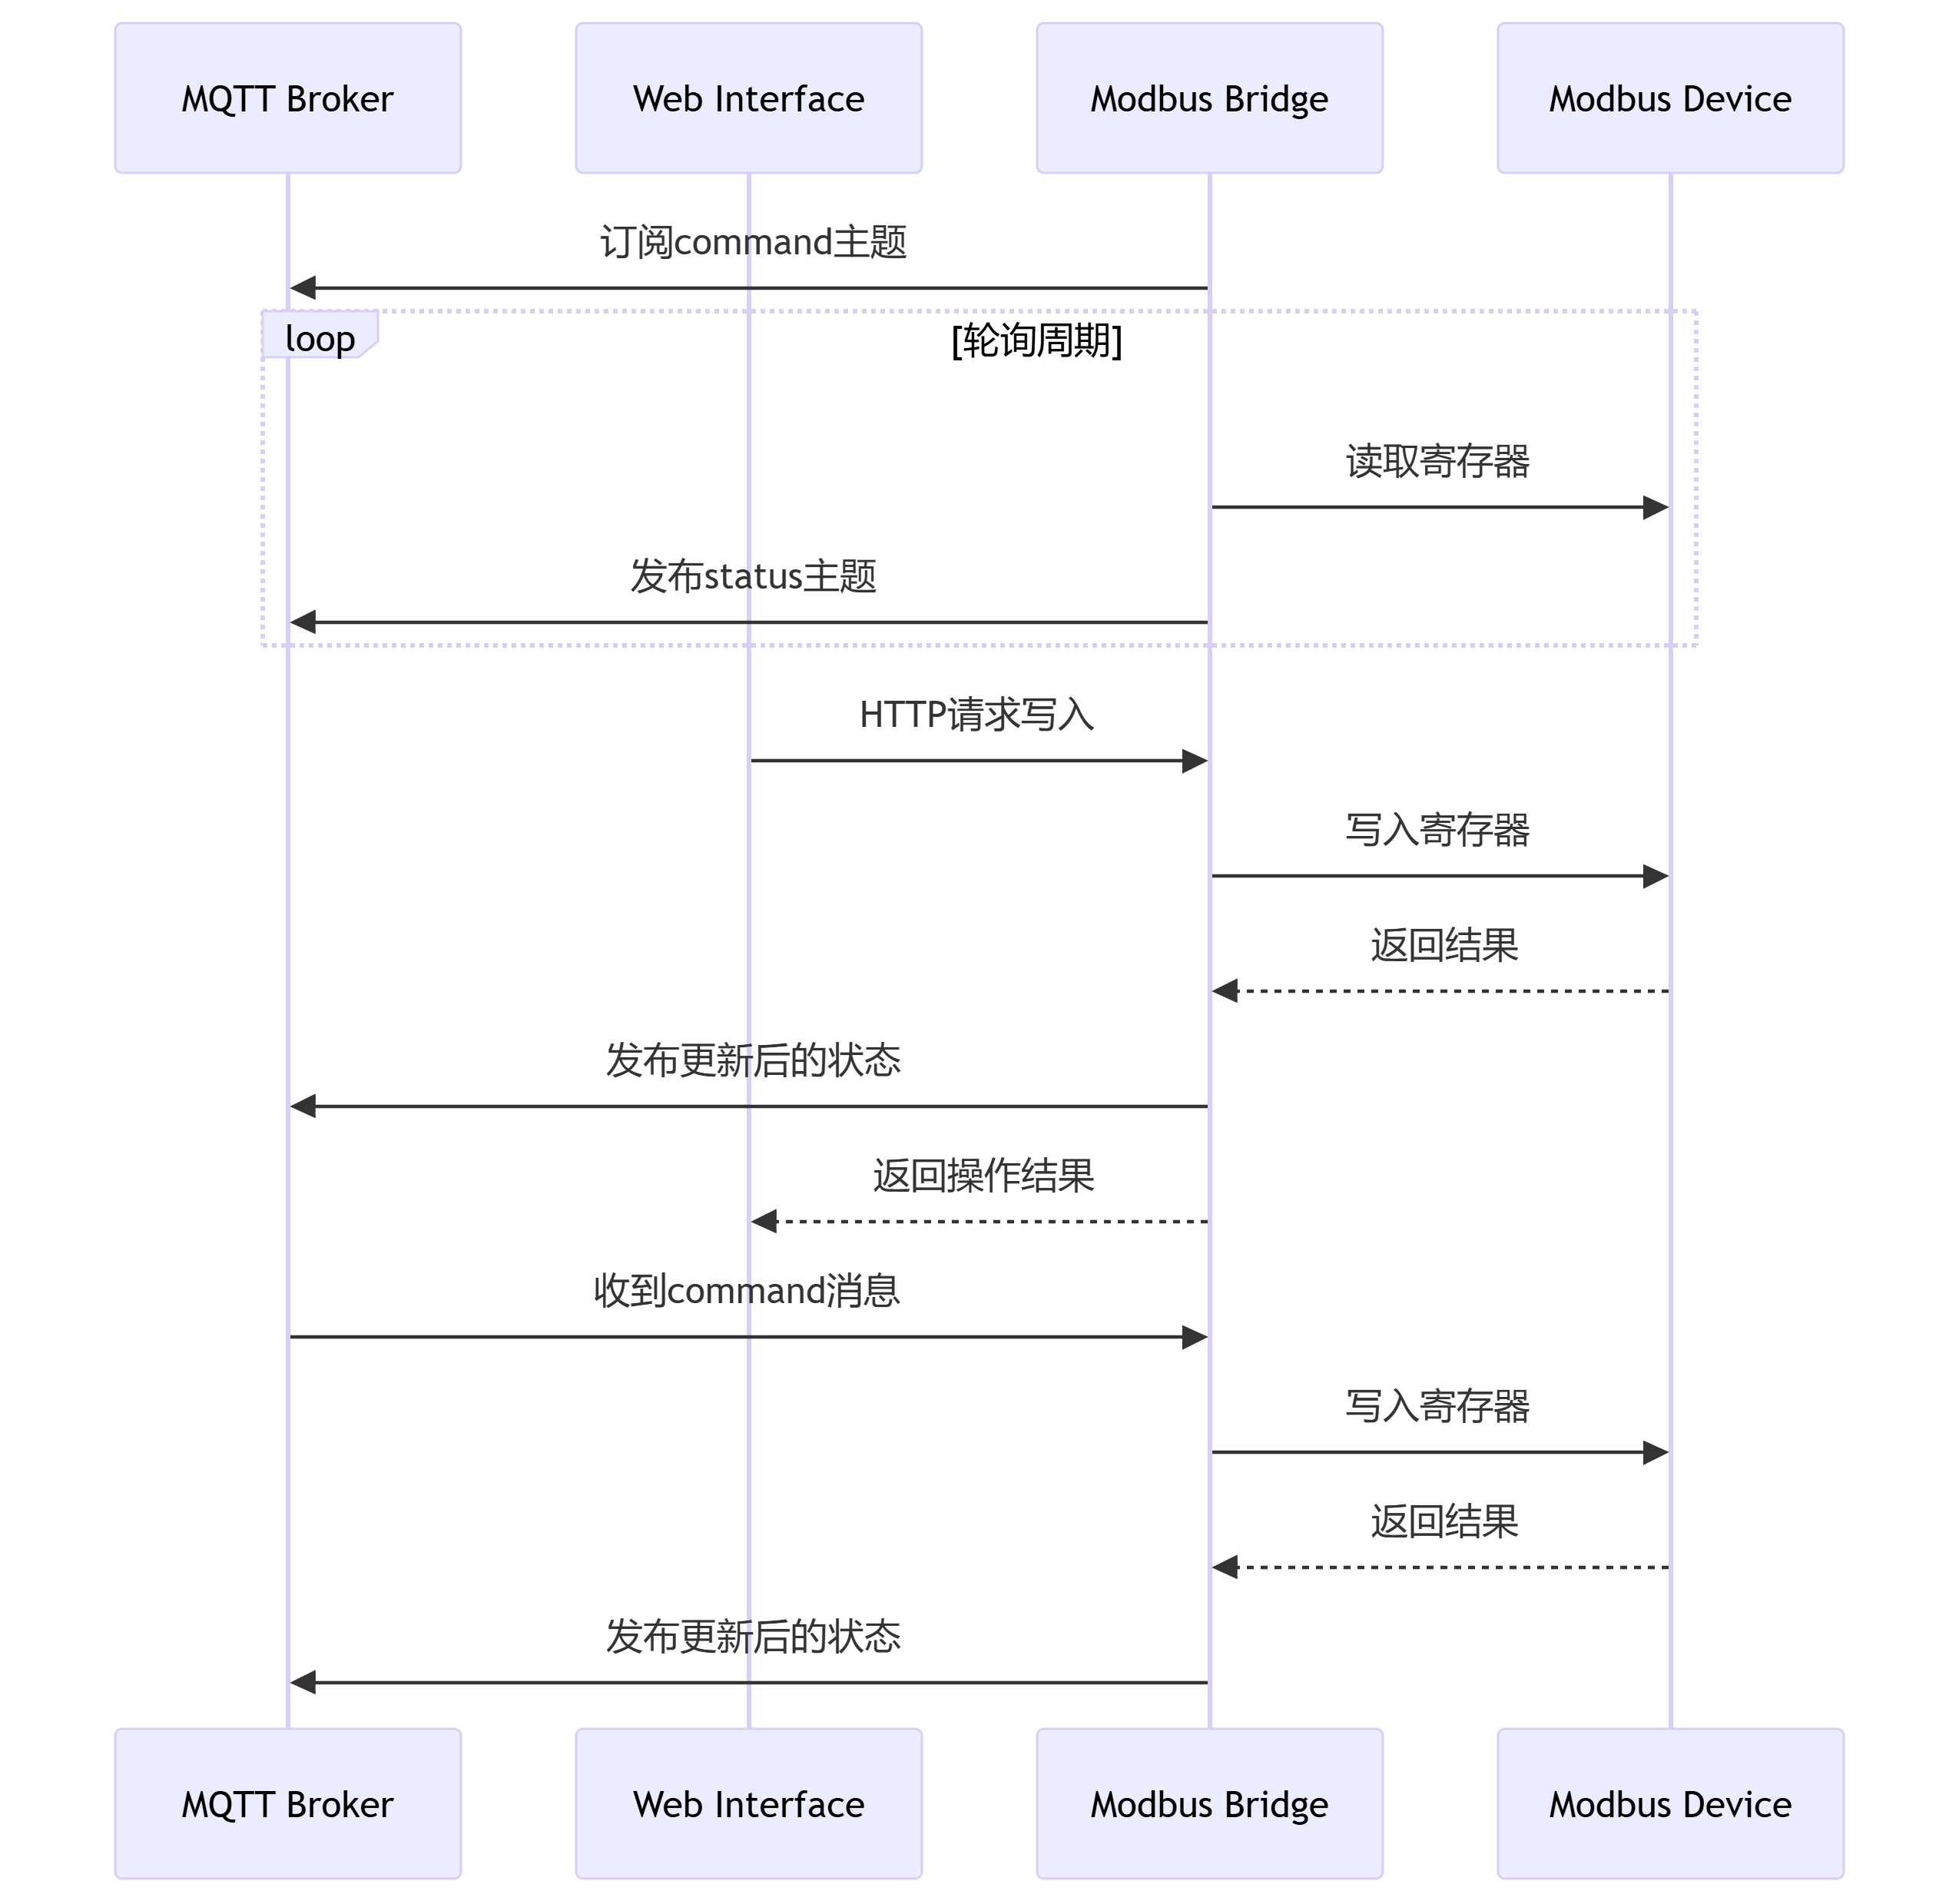 MQTT Broker
Web Interface
Modbus Bridge
Modbus Device
订阅command主题
loop
[轮询周期]
读取寄存器
发布status主题
HTTP请求写入
写入寄存器
返回结果
发布更新后的状态
返回操作结果
收到command消息
写入寄存器
返回结果
发布更新后的状态
MQTT Broker
Web Interface
Modbus Bridge
Modbus Device